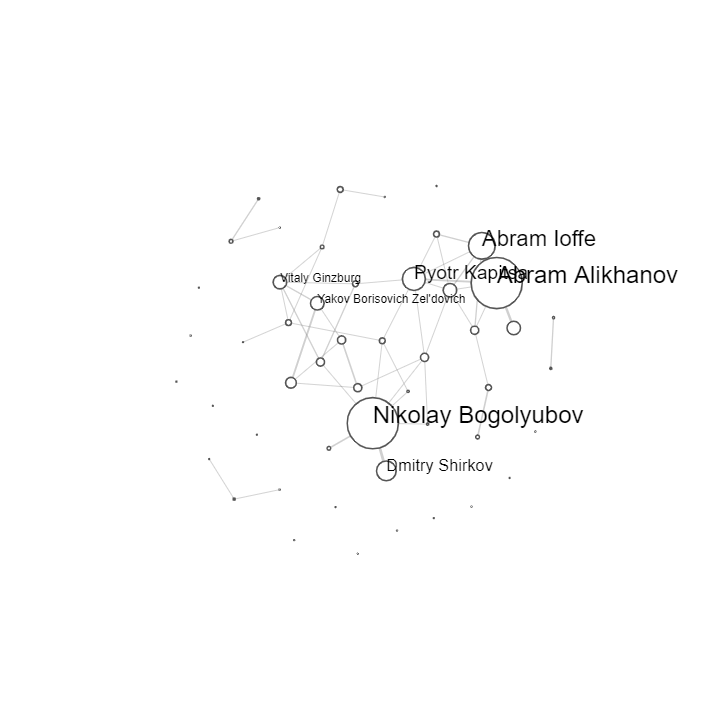 Abram Ioffe
Pyotr Kapitsa
Abram Alikhanov
Vitaly Ginzburg
Yakov Borisovich Zel'dovich
Nikolay Bogolyubov
Dmitry Shirkov